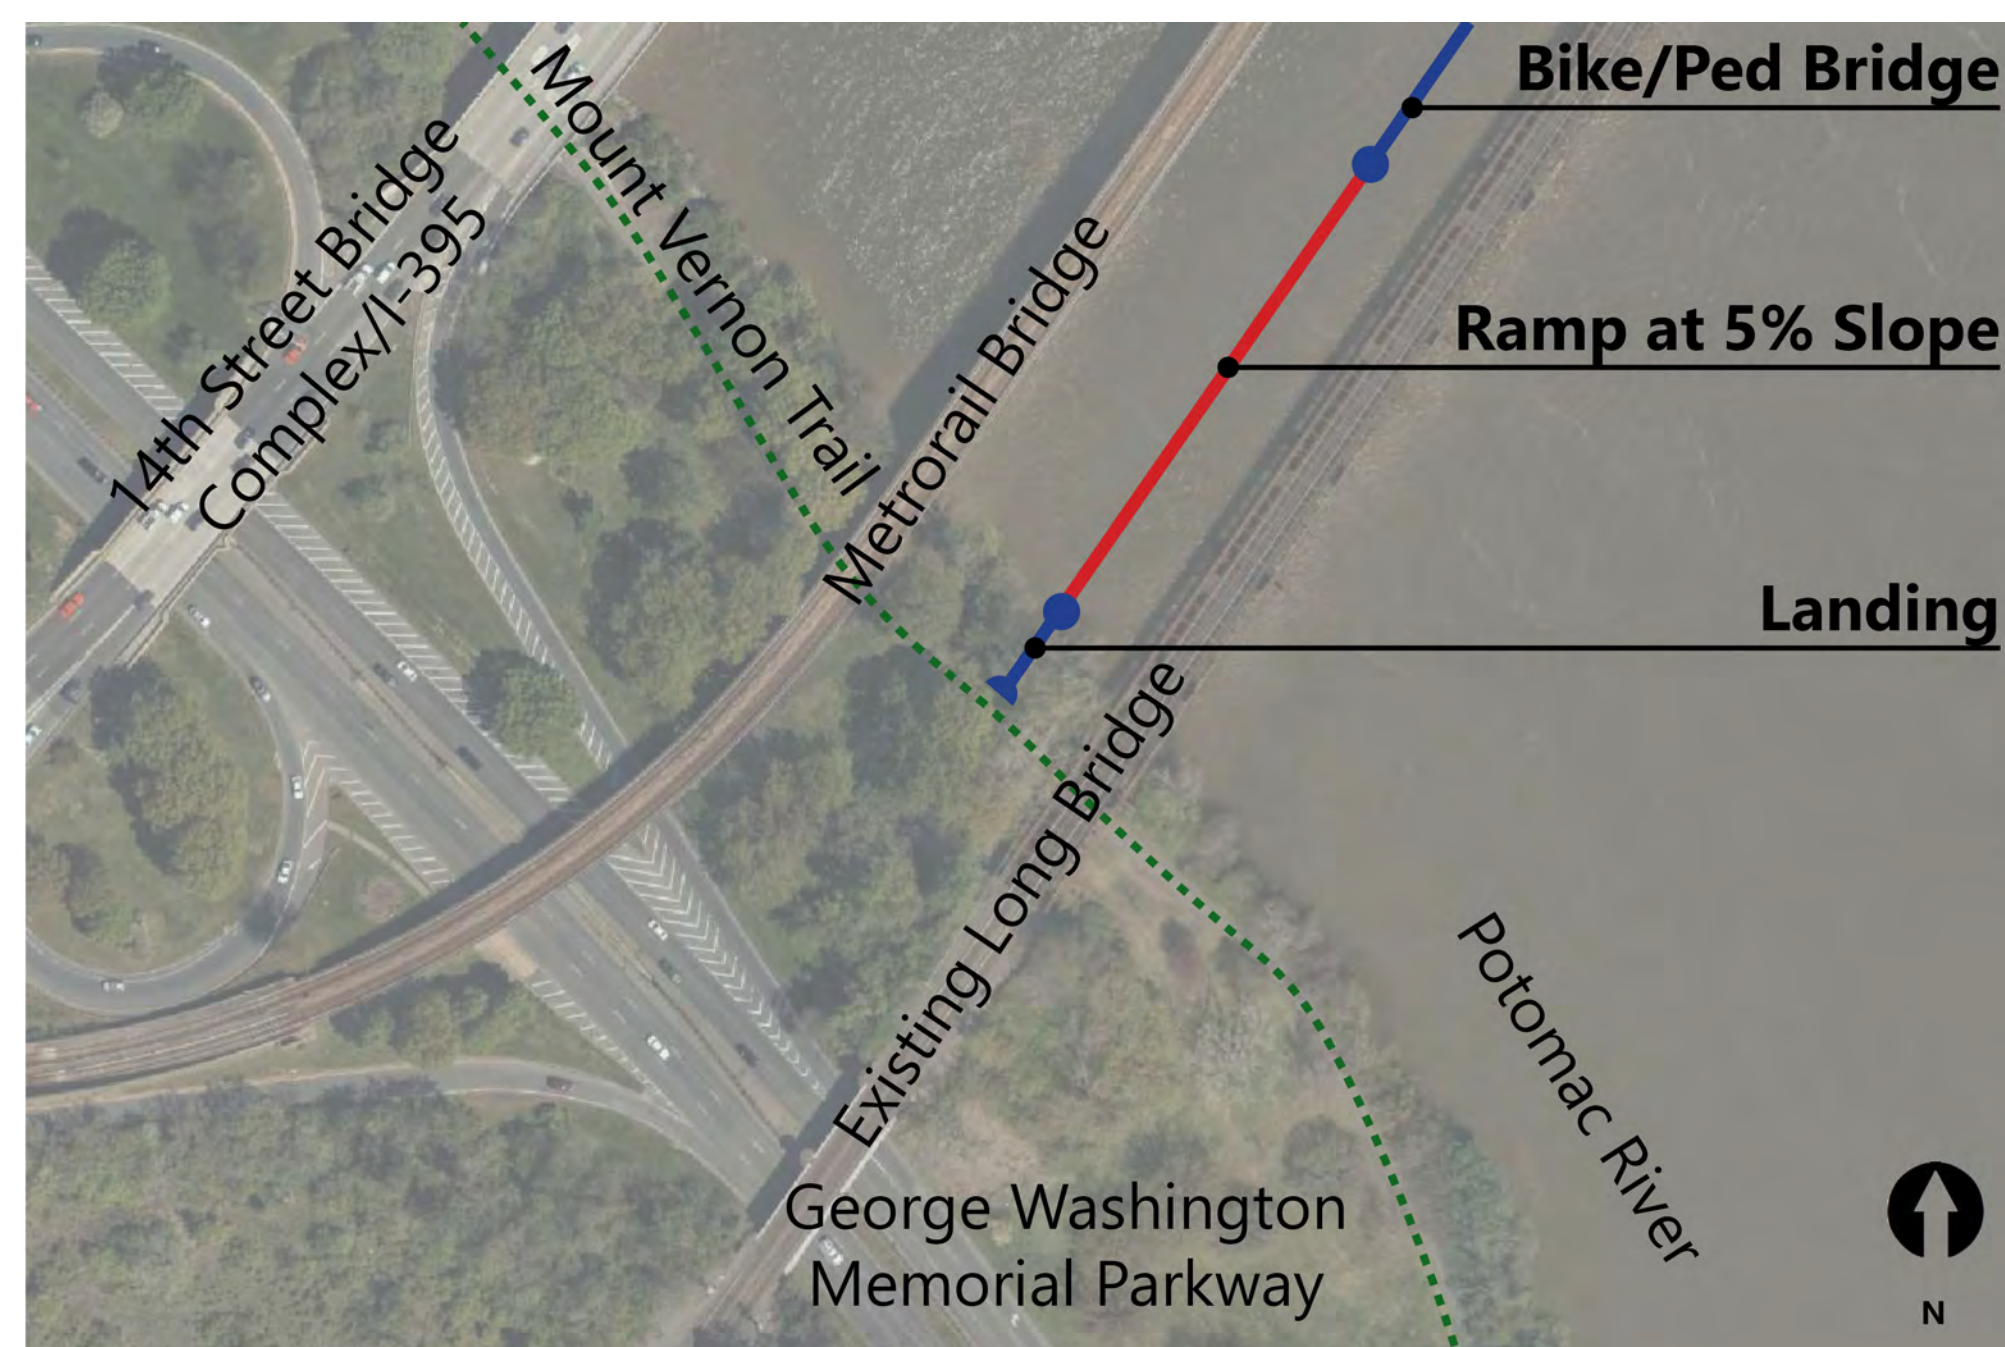 Bike/Ped Bridge
Mount Vernon Trail
14th Street Bridge
Complex/I-395
Metrorail Bridge
Ramp at 5% Slope
Landing
Existing Long Bridge
Potomac River
George Washington
Memorial Parkway
N